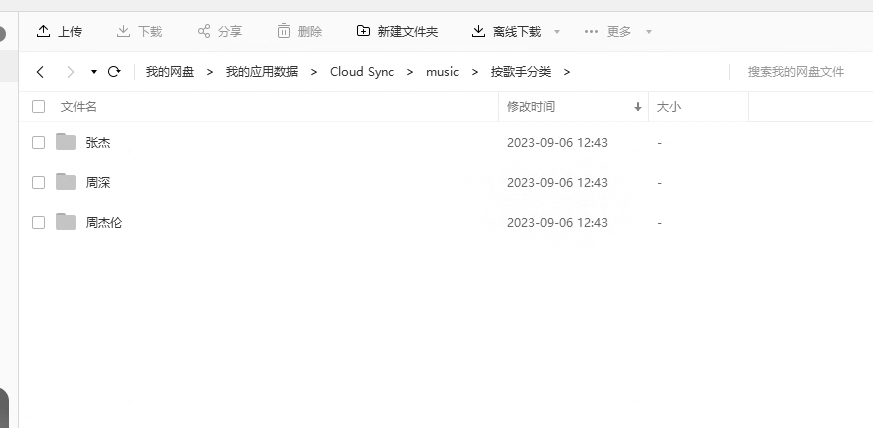 上传 下载 分享 删除 新建文件夹 离线下载 更多
我的网盘 > 我的应用数据 > Cloud Sync > music > 按歌手分类 > 搜索我的网盘文件
文件名 修改时间 大小
张杰 2023-09-06 12:43 -
周深 2023-09-06 12:43 -
周杰伦 2023-09-06 12:43 -